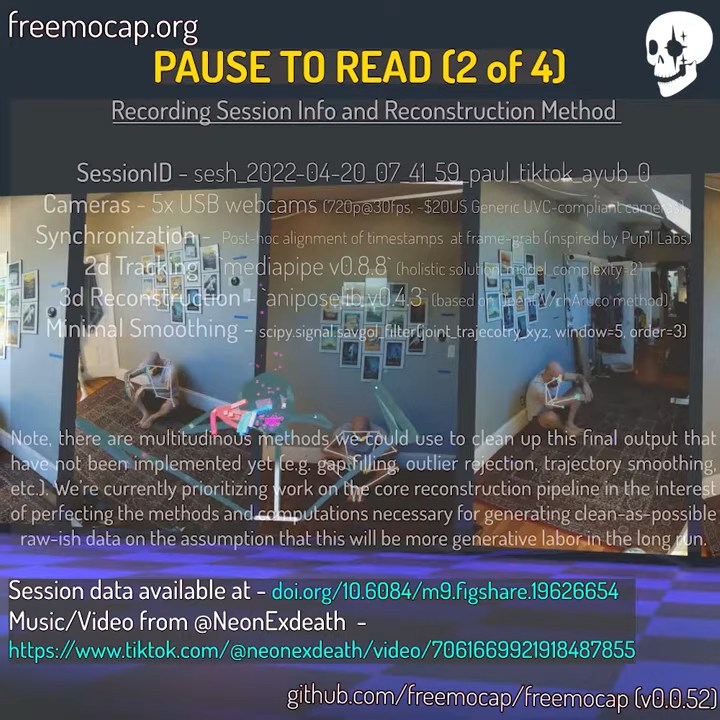 freemocap.org
PAUSE TO READ (2 of 4)
Recording Session Info and Reconstruction Method
SessionID - sesh_2022-04-20_07_41_59_paul_tiktok_ayub_0
Cameras - 5x USB webcams (720p@30fps, ~$20US Generic UVC-compliant cameras)
Synchronization - Post-hoc alignment of timestamps at frame-grab (inspired by Pupil Labs)
2d Tracking - `mediapipe v0.8.8` (holistic solution, model_complexity=2)
3d Reconstruction - `aniposelib v0.4.3` (based on method)
Minimal Smoothing - scipy.signal.savgol_filter(joint_trajecotry_xyz, window=5, order=3)
Note, there are multitudinous methods we could use to clean up this final output that
have not been implemented yet (e.g. gap filling, outlier rejection, trajectory smoothing,
etc.). We're currently prioritizing work on the core reconstruction pipeline in the interest
of perfecting the methods and computations necessary for generating clean-as-possible
raw-ish data on the assumption that this will be more generative labor in the long run.
Session data available at - doi.org/10.6084/m9.figshare.19626654
Music/Video from @NeonExdeath -
https://www.tiktok.com/@neonexdeath/video/7061669921918487855
github.com/freemocap/freemocap (v0.0.52)